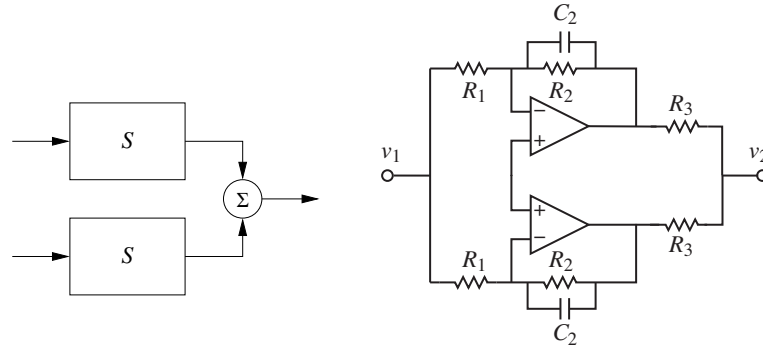 S
Σ
S
C₂
R₁
R₂
R₃
−
+
v₁
v₂
+
−
R₁
R₂
R₃
C₂